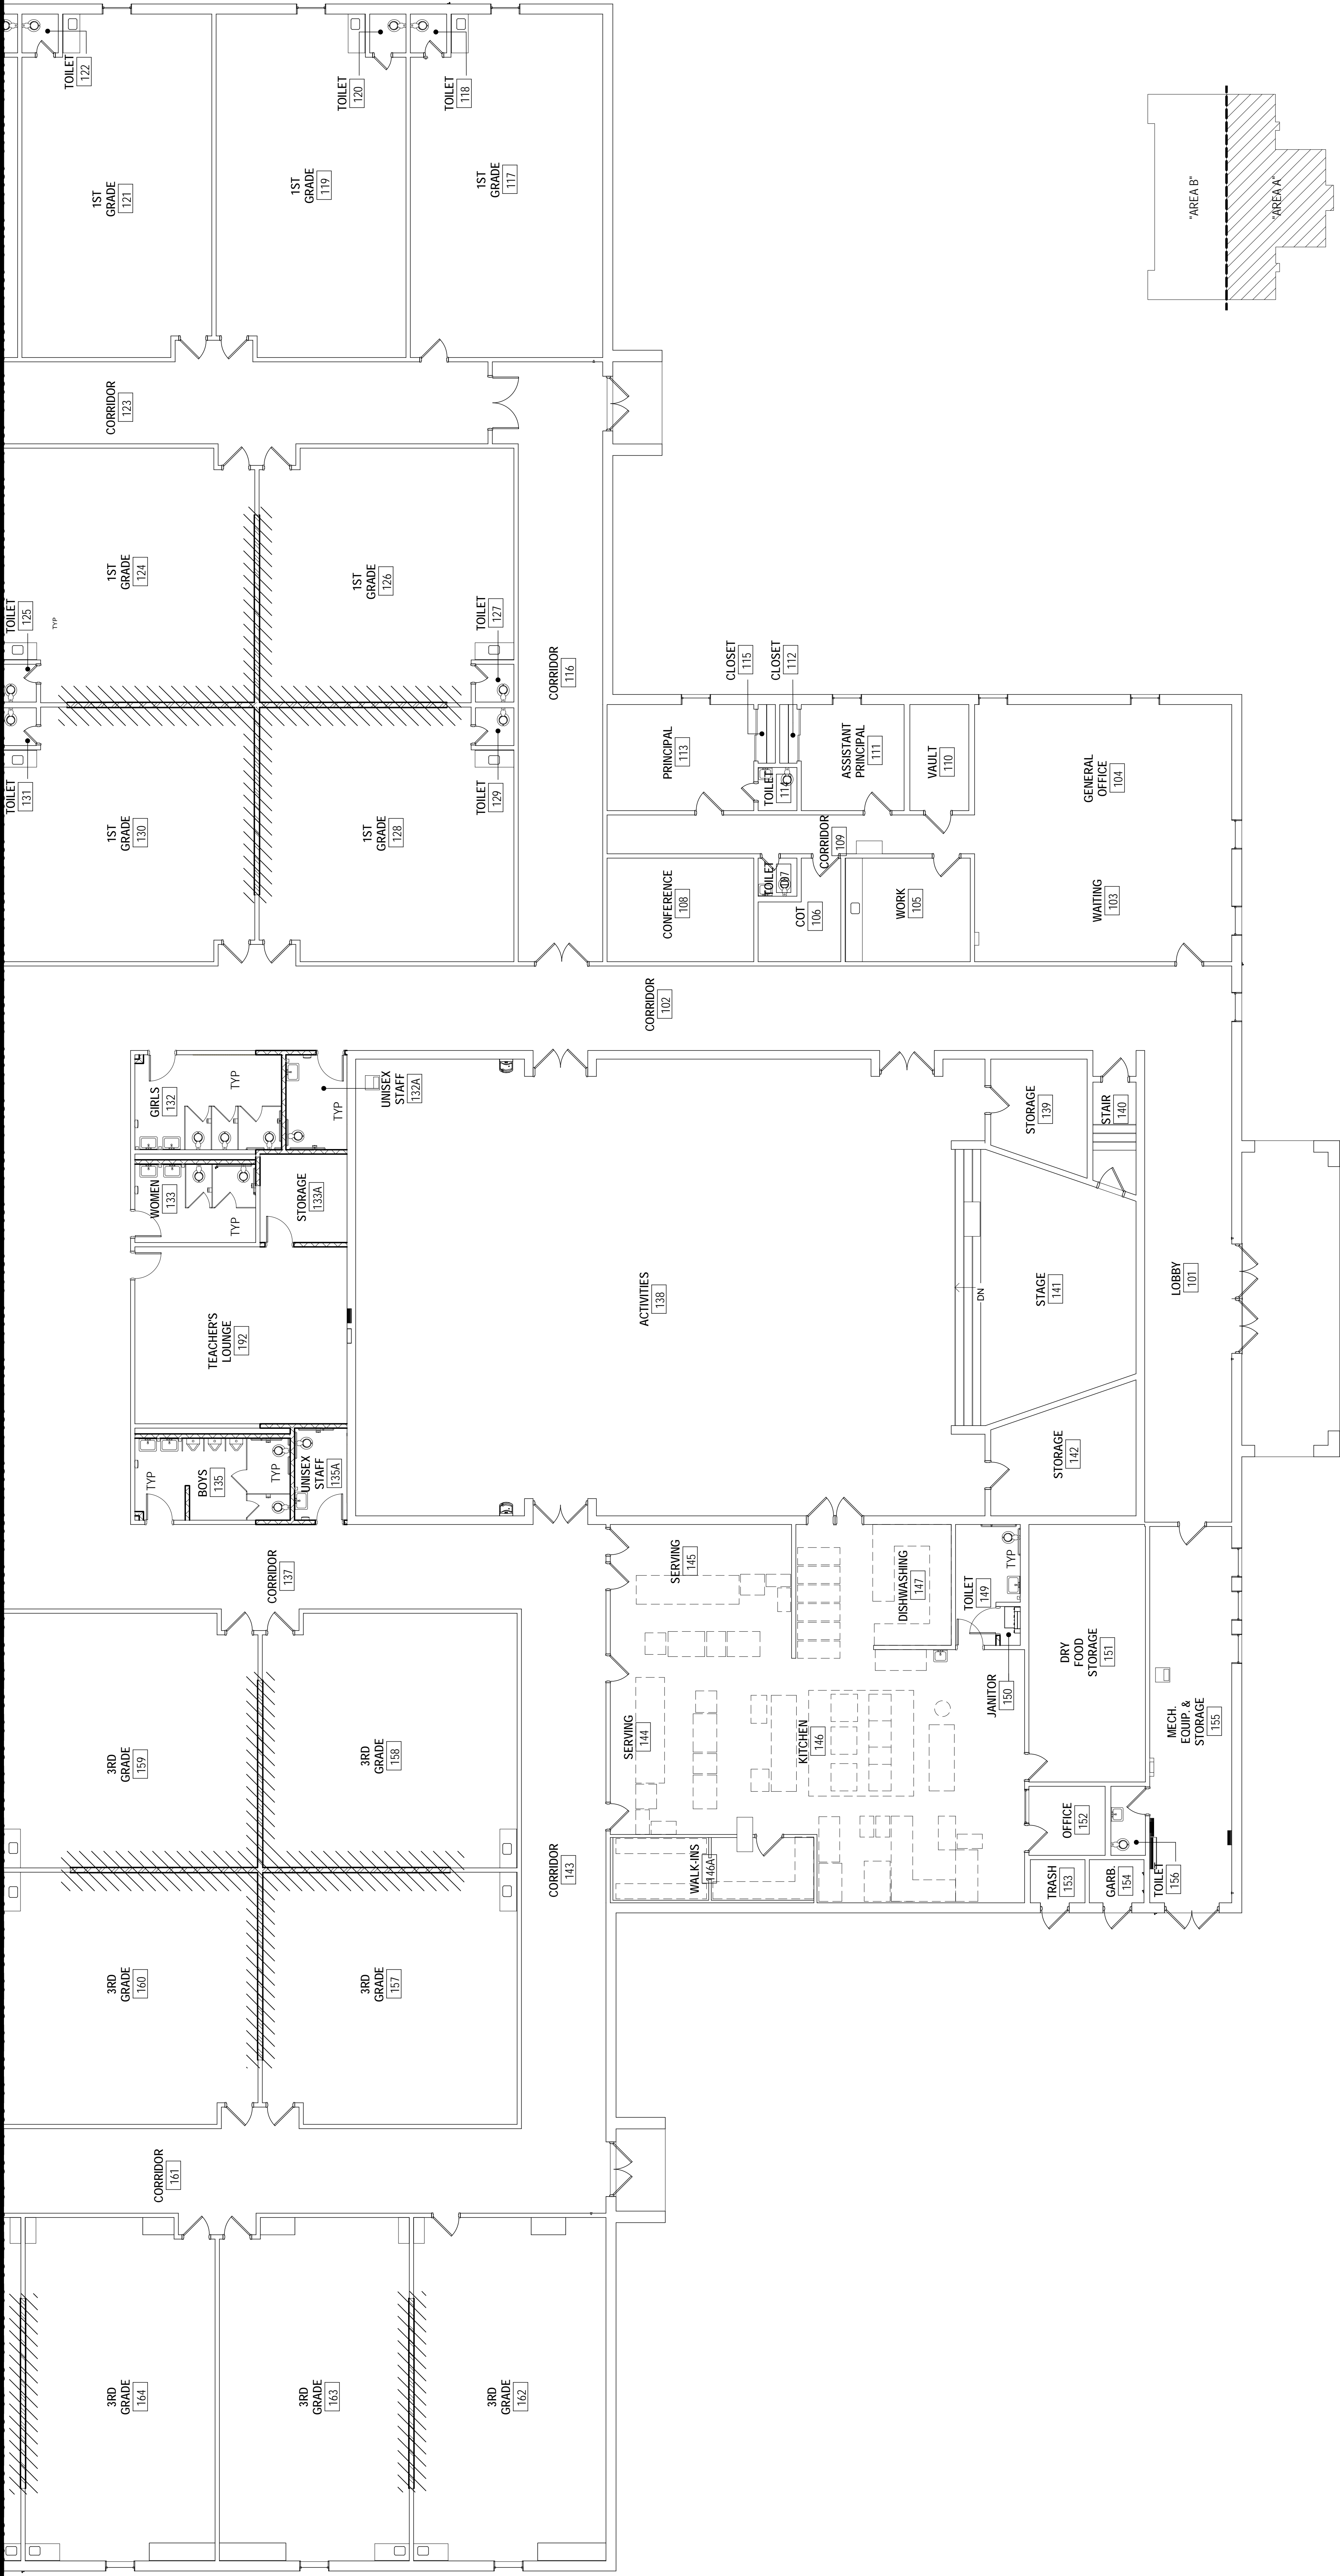 TOILET
122
TOILET
120
TOILET
118
1ST
GRADE
121
1ST
GRADE
119
1ST
GRADE
117
"AREA B"
"AREA A"
CORRIDOR
123
1ST
GRADE
124
1ST
GRADE
126
TOILET
125
TYP
TOILET
127
CORRIDOR
116
CLOSET
115
CLOSET
112
TOILET
131
1ST
GRADE
130
1ST
GRADE
128
TOILET
129
PRINCIPAL
113
TOILET
114
ASSISTANT
PRINCIPAL
111
VAULT
110
GENERAL
OFFICE
104
CORRIDOR
109
CONFERENCE
108
TOILET
107
COT
106
WORK
105
WAITING
103
CORRIDOR
102
GIRLS
132
TYP
TYP
UNISEX
STAFF
132A
WOMEN
133
TYP
STORAGE
133A
STORAGE
139
STAIR
140
TEACHER'S
LOUNGE
192
ACTIVITIES
138
DN
STAGE
141
LOBBY
101
TYP
BOYS
135
TYP
UNISEX
STAFF
135A
STORAGE
142
CORRIDOR
137
SERVING
145
DISHWASHING
147
TOILET
149
TYP
JANITOR
150
DRY
FOOD
STORAGE
151
MECH.
EQUIP. &
STORAGE
155
3RD
GRADE
159
3RD
GRADE
158
SERVING
144
KITCHEN
146
OFFICE
152
CORRIDOR
143
WALK-INS
146A
TRASH
153
GARB.
154
TOILET
156
3RD
GRADE
160
3RD
GRADE
157
CORRIDOR
161
3RD
GRADE
164
3RD
GRADE
163
3RD
GRADE
162